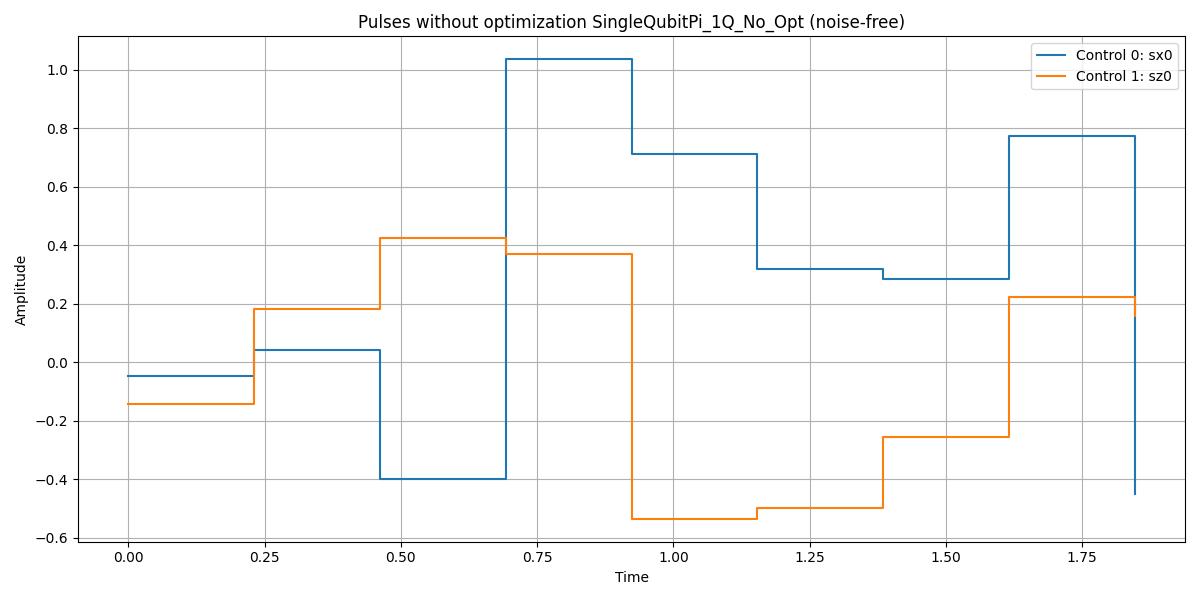 Pulses without optimization SingleQubitPi_1Q_No_Opt (noise-free)
Control 0: sx0
Control 1: sz0
Amplitude
1.0
0.8
0.6
0.4
0.2
0.0
−0.2
−0.4
−0.6
0.00 0.25 0.50 0.75 1.00 1.25 1.50 1.75
Time